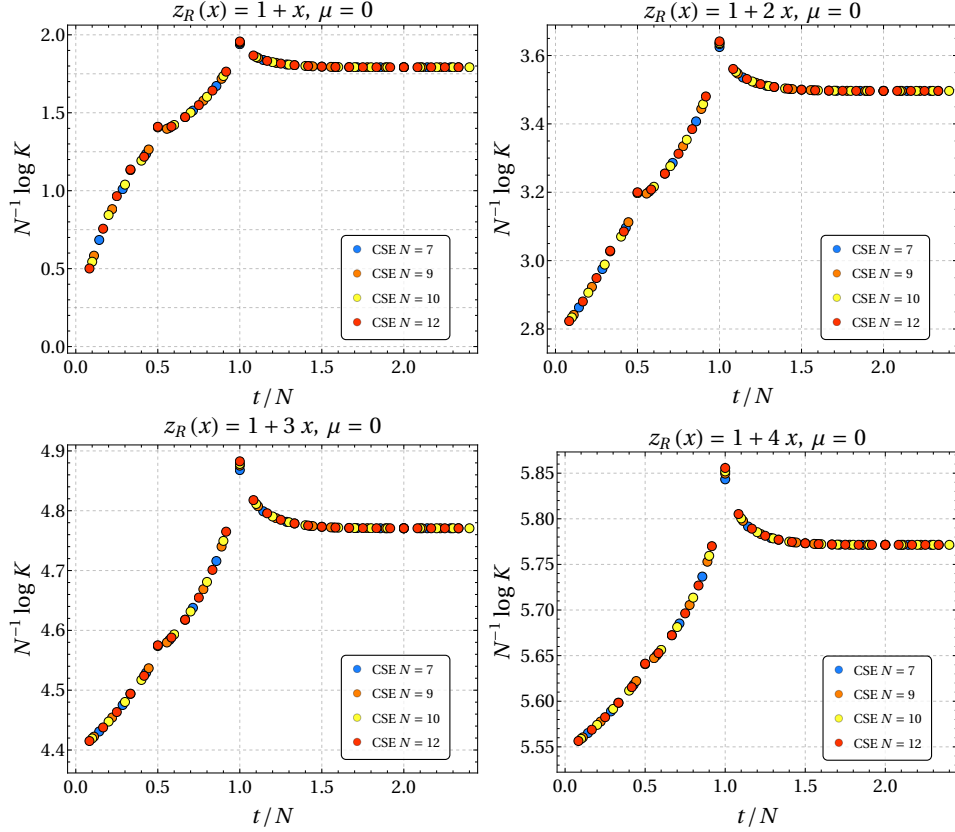 z_R(x) = 1 + x, μ = 0
N⁻¹ log K
2.0
1.5
1.0
0.5
0.0
0.0 0.5 1.0 1.5 2.0
t/N
CSE N = 7
CSE N = 9
CSE N = 10
CSE N = 12
z_R(x) = 1 + 2 x, μ = 0
N⁻¹ log K
3.6
3.4
3.2
3.0
2.8
0.0 0.5 1.0 1.5 2.0
t/N
CSE N = 7
CSE N = 9
CSE N = 10
CSE N = 12
z_R(x) = 1 + 3 x, μ = 0
N⁻¹ log K
4.9
4.8
4.7
4.6
4.5
4.4
0.0 0.5 1.0 1.5 2.0
t/N
CSE N = 7
CSE N = 9
CSE N = 10
CSE N = 12
z_R(x) = 1 + 4 x, μ = 0
N⁻¹ log K
5.85
5.80
5.75
5.70
5.65
5.60
5.55
0.0 0.5 1.0 1.5 2.0
t/N
CSE N = 7
CSE N = 9
CSE N = 10
CSE N = 12